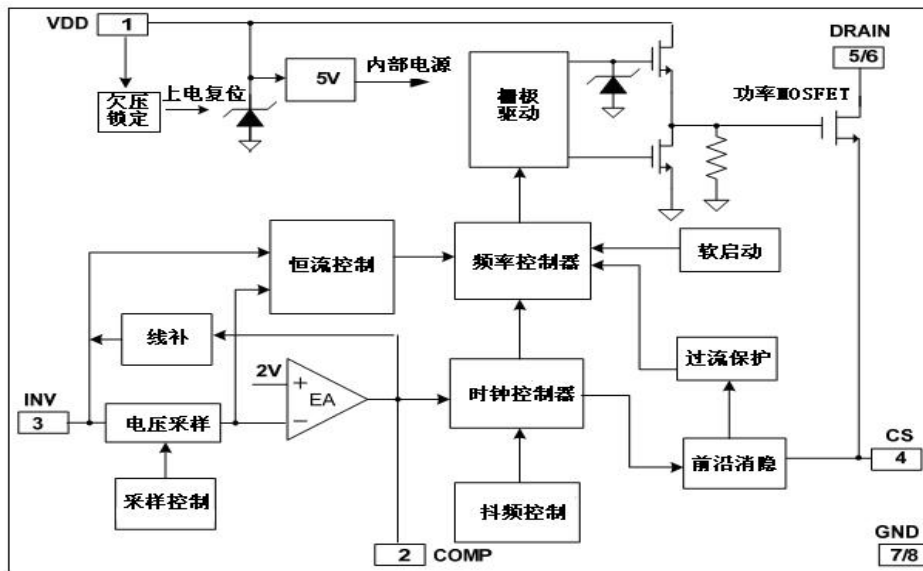 VDD
1
欠压
锁定
上电复位
5V
内部电源
栅极
驱动
功率MOSFET
DRAIN
5/6
恒流控制
频率控制器
软启动
线补
过流保护
2V
+
EA
−
时钟控制器
INV
3
电压采样
前沿消隐
CS
4
采样控制
抖频控制
2
COMP
GND
7/8